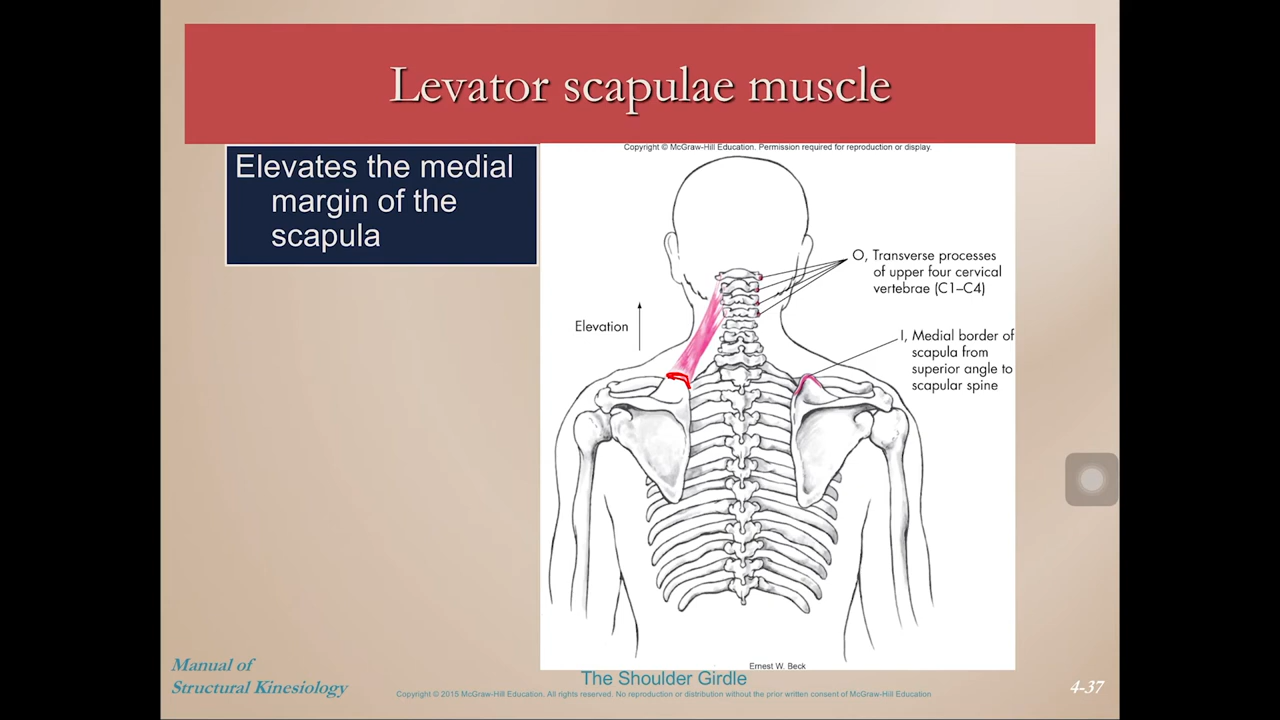 Levator scapulae muscle
Elevates the medial
margin of the
scapula
Copyright © McGraw-Hill Education. Permission required for reproduction or display.
O, Transverse processes
of upper four cervical
vertebrae (C1–C4)
Elevation
I, Medial border of
scapula from
superior angle to
scapular spine
Ernest W. Beck
Manual of
Structural Kinesiology
The Shoulder Girdle
Copyright © 2015 McGraw-Hill Education. All rights reserved. No reproduction or distribution without the prior written consent of McGraw-Hill Education
4-37